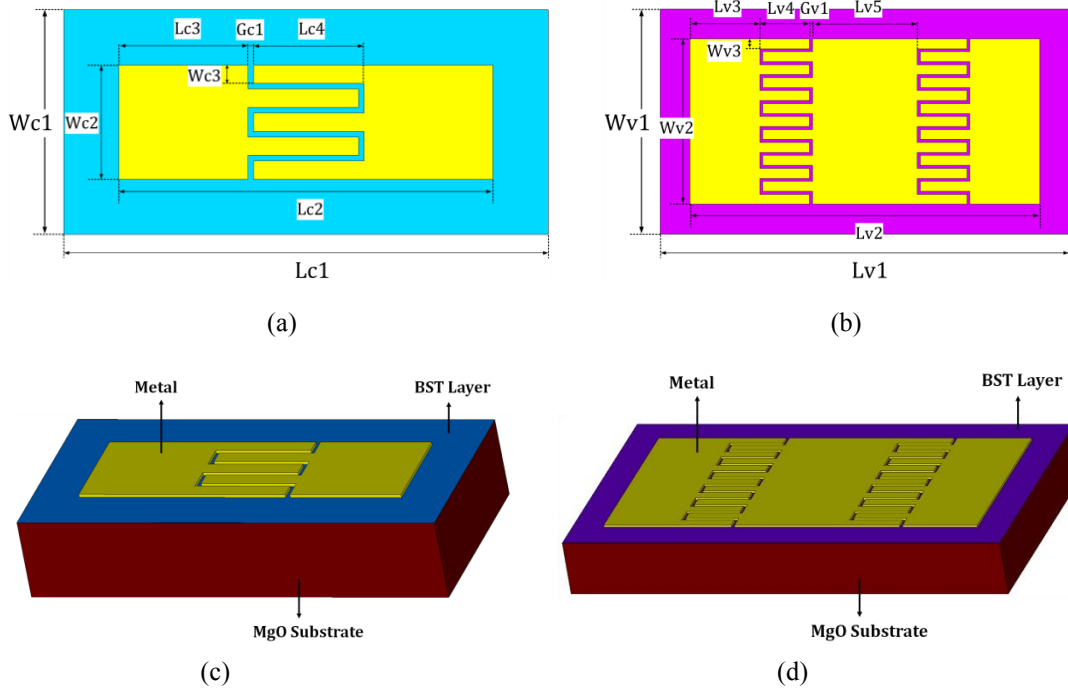 Lc3
Gc1
Lc4
Wc3
Wc1
Wc2
Lc2
Lc1
(a)
Lv3
Lv4
Gv1
Lv5
Wv3
Wv1
Wv2
Lv2
Lv1
(b)
Metal
BST Layer
MgO Substrate
(c)
Metal
BST Layer
MgO Substrate
(d)